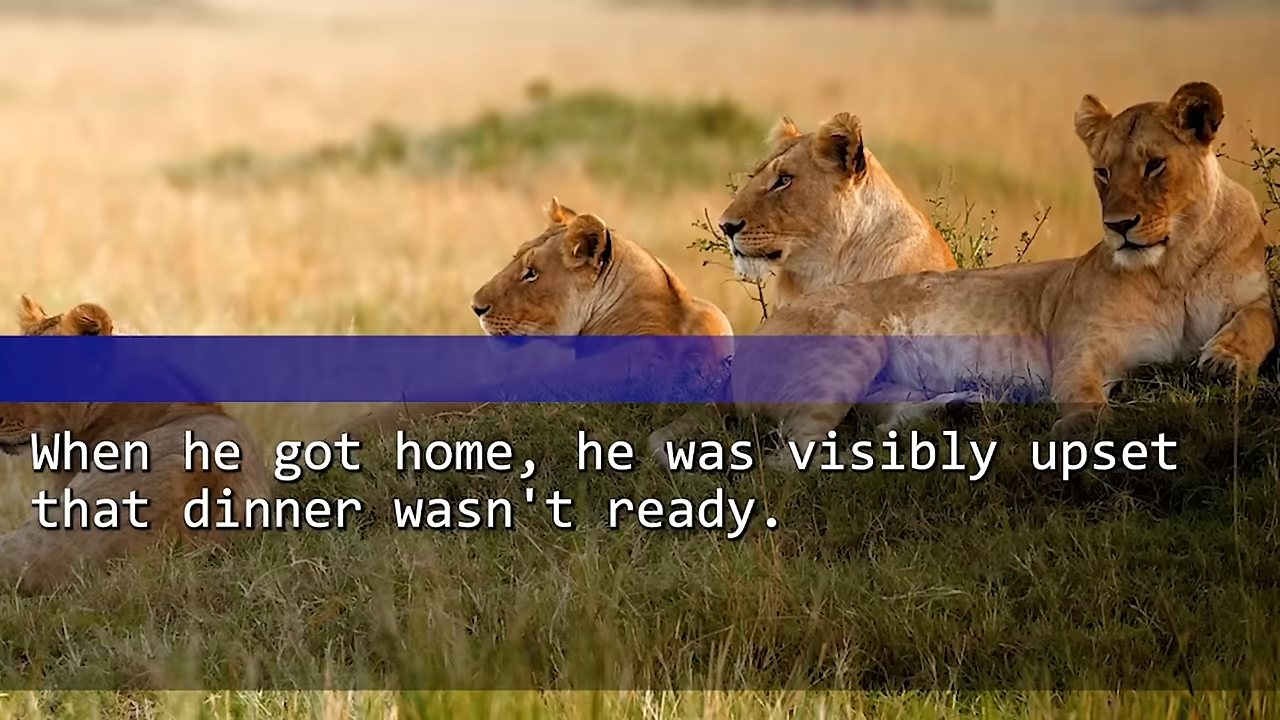 When he got home, he was visibly upset
that dinner wasn't ready.